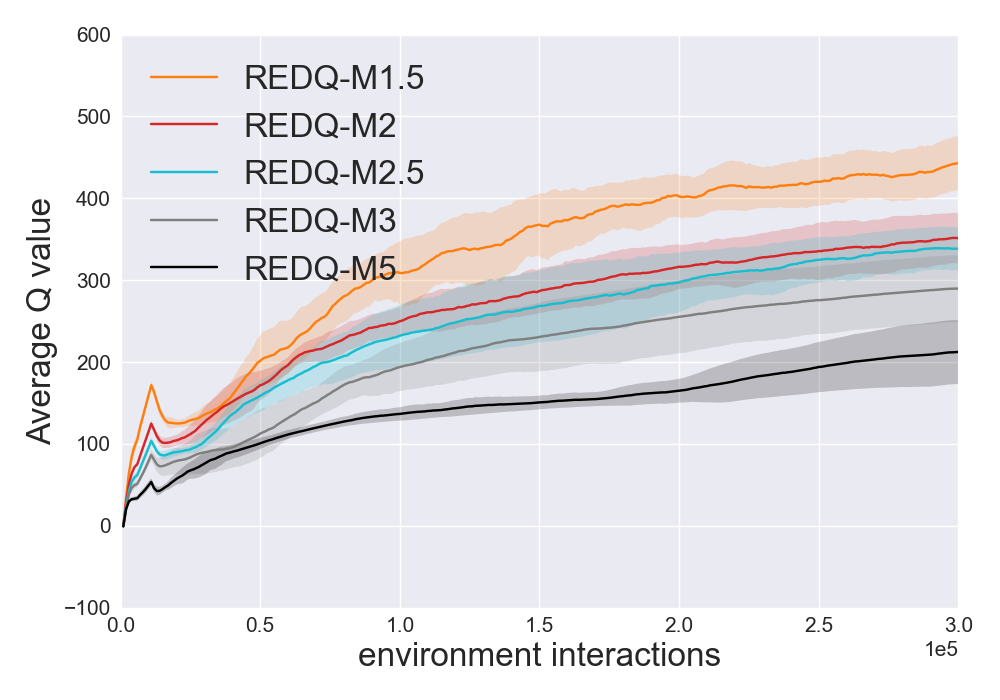 600
500
400
300
200
100
0
−100
Average Q value
REDQ-M1.5
REDQ-M2
REDQ-M2.5
REDQ-M3
REDQ-M5
0.0 0.5 1.0 1.5 2.0 2.5 3.0
1e5
environment interactions